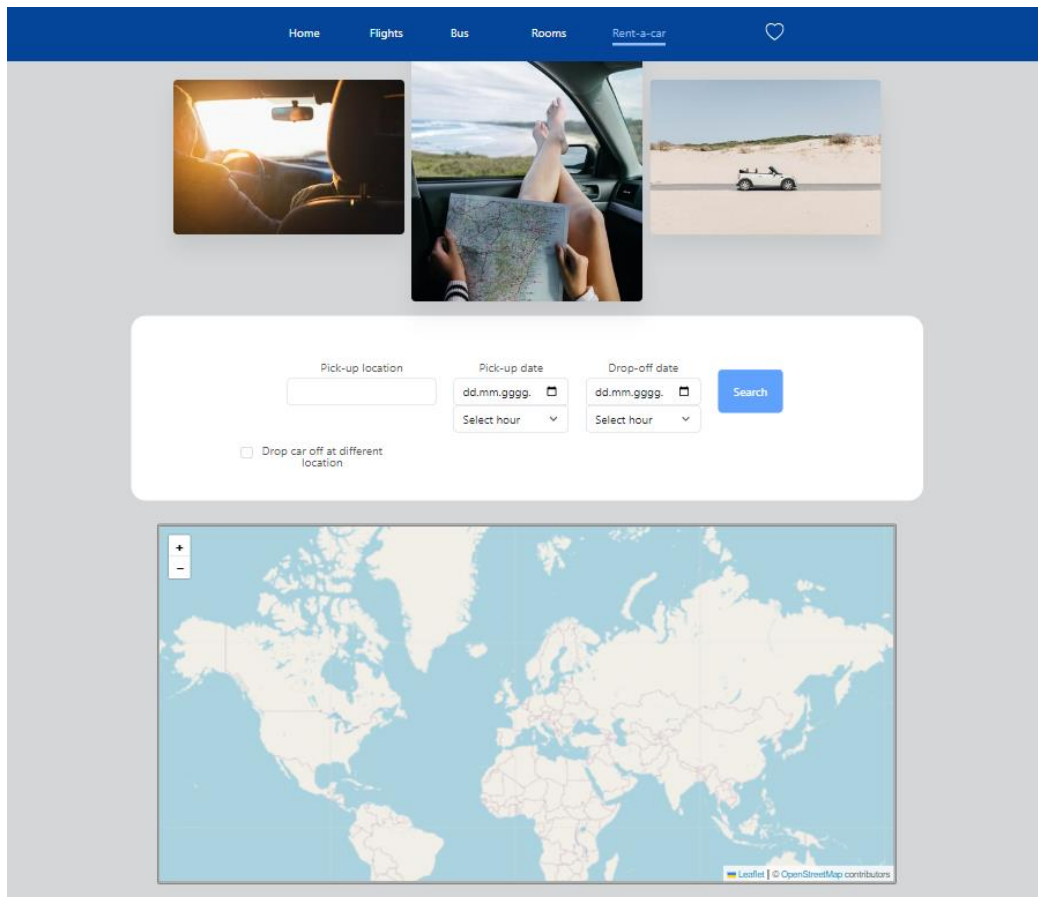 Home Flights Bus Rooms Rent-a-car
Pick-up location Pick-up date Drop-off date
dd.mm.gggg. dd.mm.gggg. Search
Select hour Select hour
Drop car off at different
location
+
−
Leaflet | © OpenStreetMap contributors